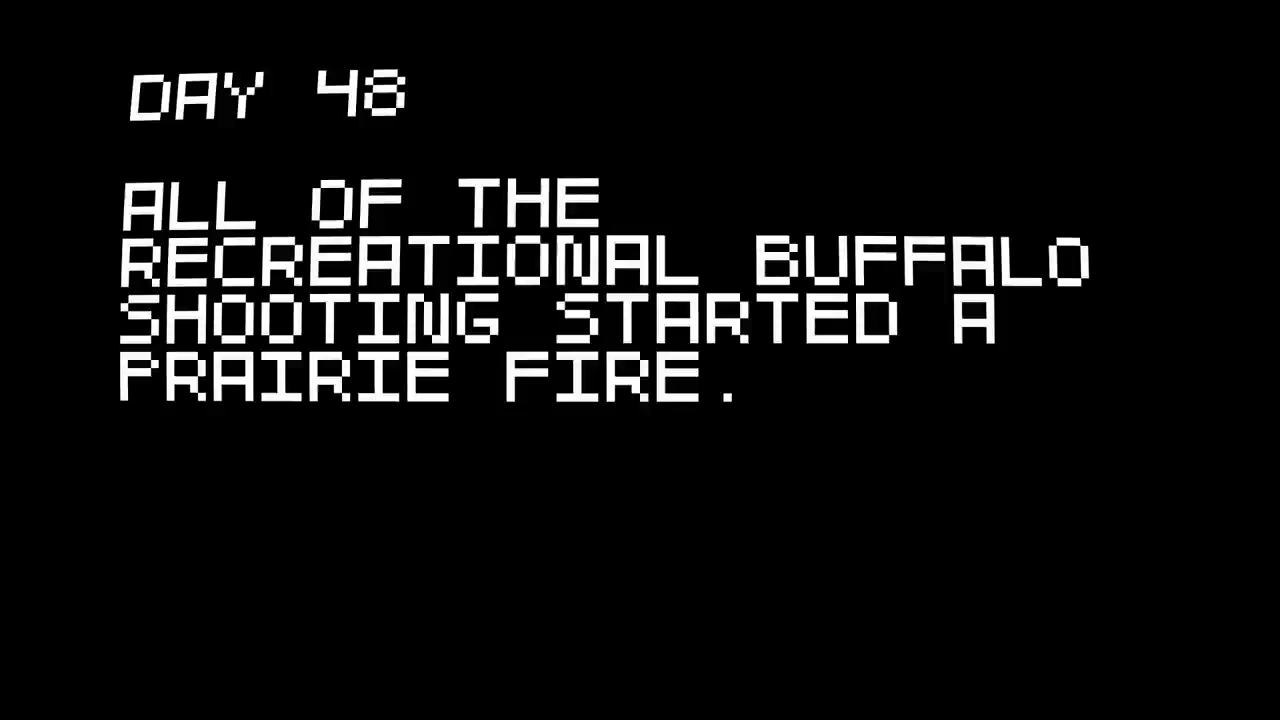 DAY 48
ALL OF THE
RECREATIONAL BUFFALO
SHOOTING STARTED A
PRAIRIE FIRE.